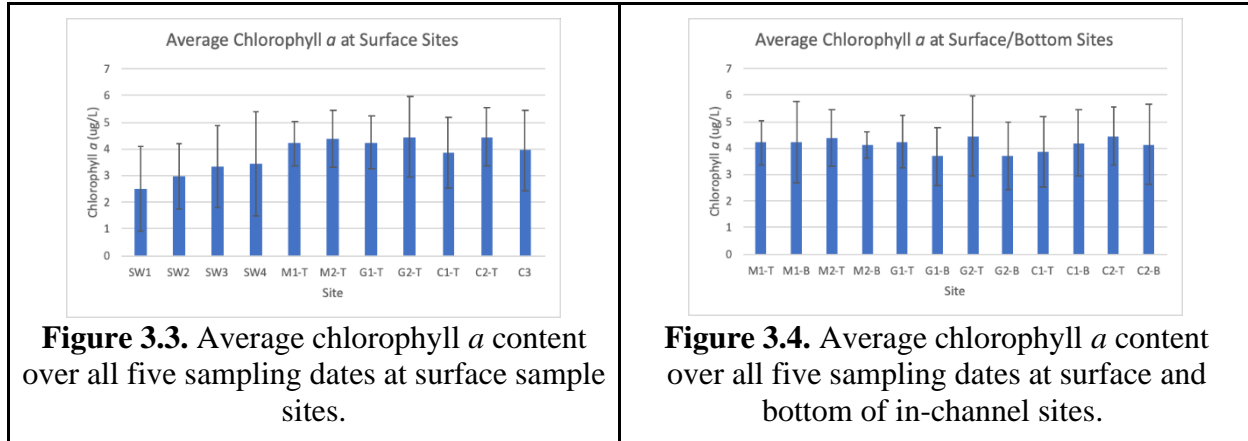 Average Chlorophyll a at Surface Sites
7
6
5
4
3
2
1
0
Chlorophyll a (ug/L)
SW1 SW2 SW3 SW4 M1-T M2-T G1-T G2-T C1-T C2-T C3
Site
Figure 3.3. Average chlorophyll a content
over all five sampling dates at surface sample
sites.
Average Chlorophyll a at Surface/Bottom Sites
7
6
5
4
3
2
1
0
Chlorophyll a (ug/L)
M1-T M1-B M2-T M2-B G1-T G1-B G2-T G2-B C1-T C1-B C2-T C2-B
Site
Figure 3.4. Average chlorophyll a content
over all five sampling dates at surface and
bottom of in-channel sites.